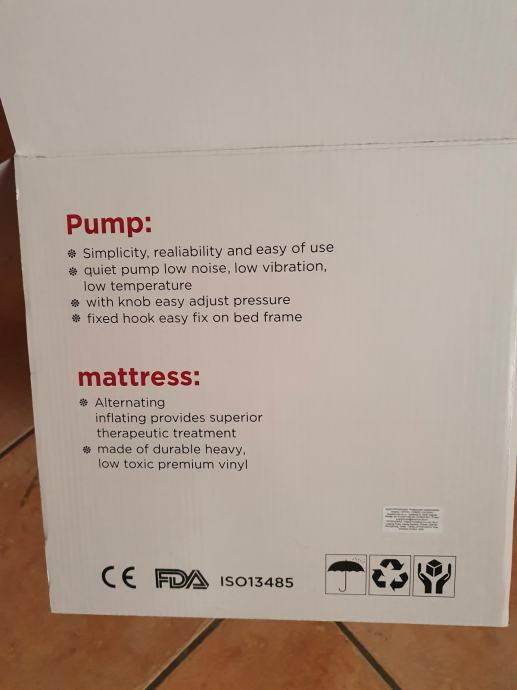 Pump:
Simplicity, realiability and easy of use
quiet pump low noise, low vibration,
low temperature
with knob easy adjust pressure
fixed hook easy fix on bed frame
mattress:
Alternating
inflating provides superior
therapeutic treatment
made of durable heavy,
low toxic premium vinyl
CE FDA ISO13485